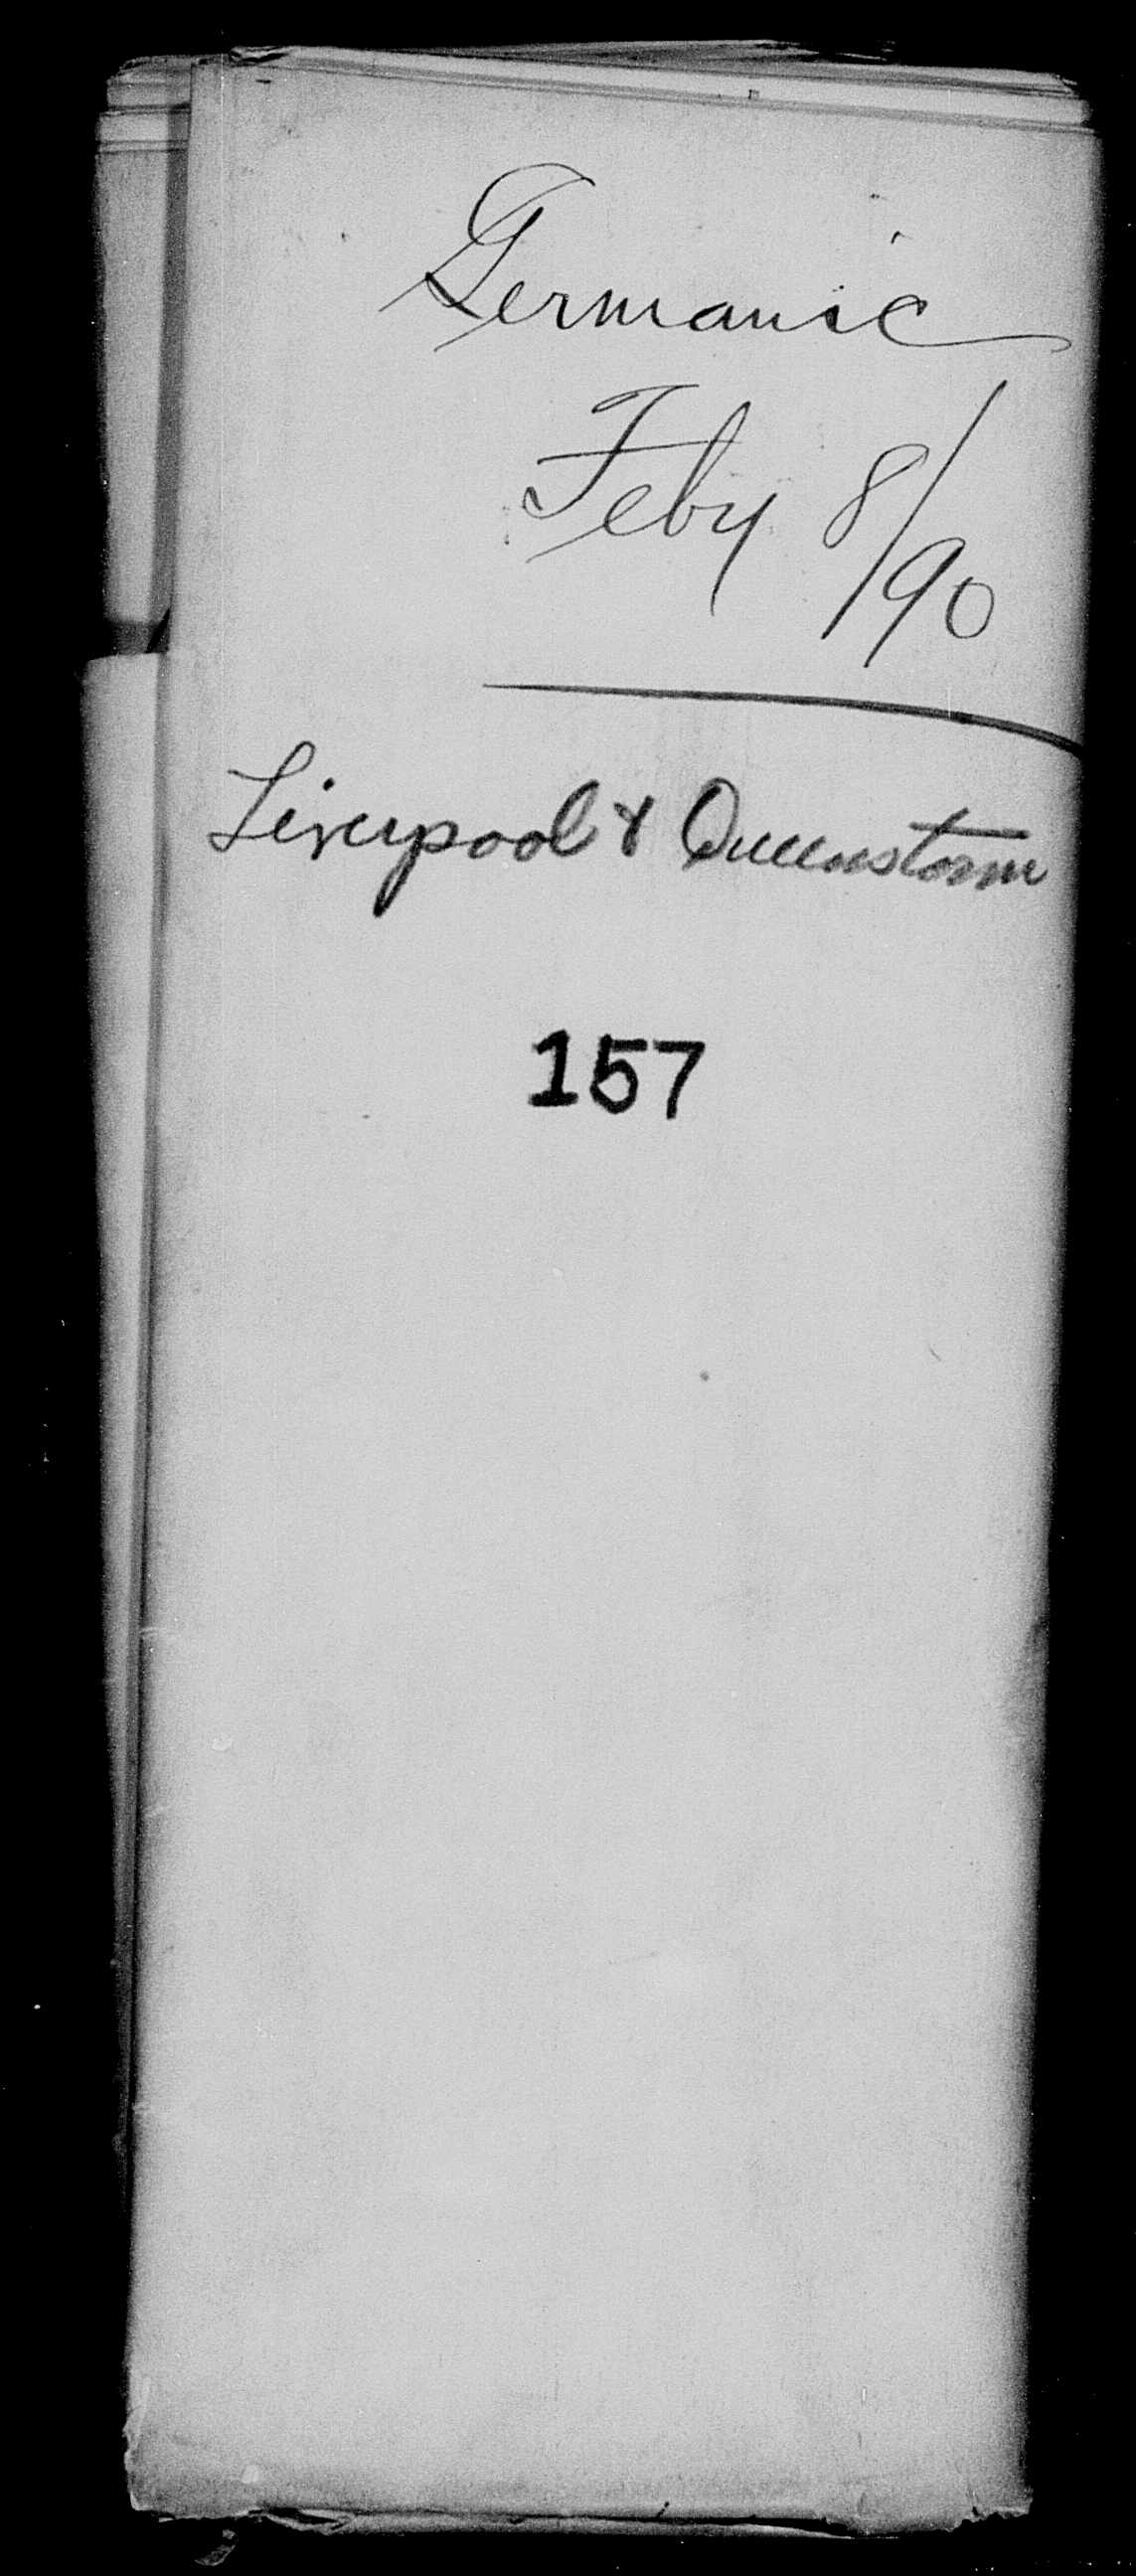 Germanic
Feby 8/90
Liverpool & Queenstown
157